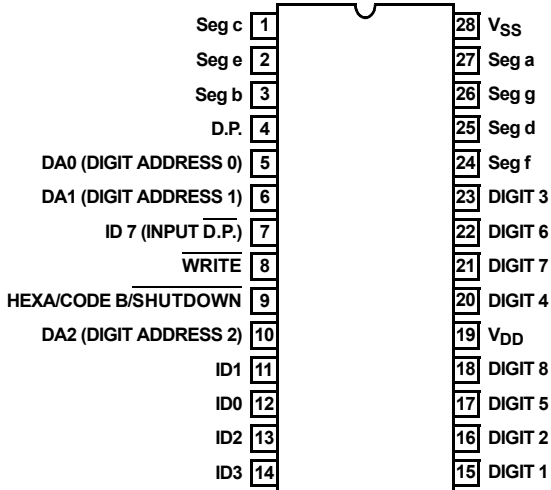 Seg c 1 28 VSS
Seg e 2 27 Seg a
Seg b 3 26 Seg g
D.P. 4 25 Seg d
DA0 (DIGIT ADDRESS 0) 5 24 Seg f
DA1 (DIGIT ADDRESS 1) 6 23 DIGIT 3
ID 7 (INPUT D.P.) 7 22 DIGIT 6
WRITE 8 21 DIGIT 7
HEXA/CODE B/SHUTDOWN 9 20 DIGIT 4
DA2 (DIGIT ADDRESS 2) 10 19 VDD
ID1 11 18 DIGIT 8
ID0 12 17 DIGIT 5
ID2 13 16 DIGIT 2
ID3 14 15 DIGIT 1